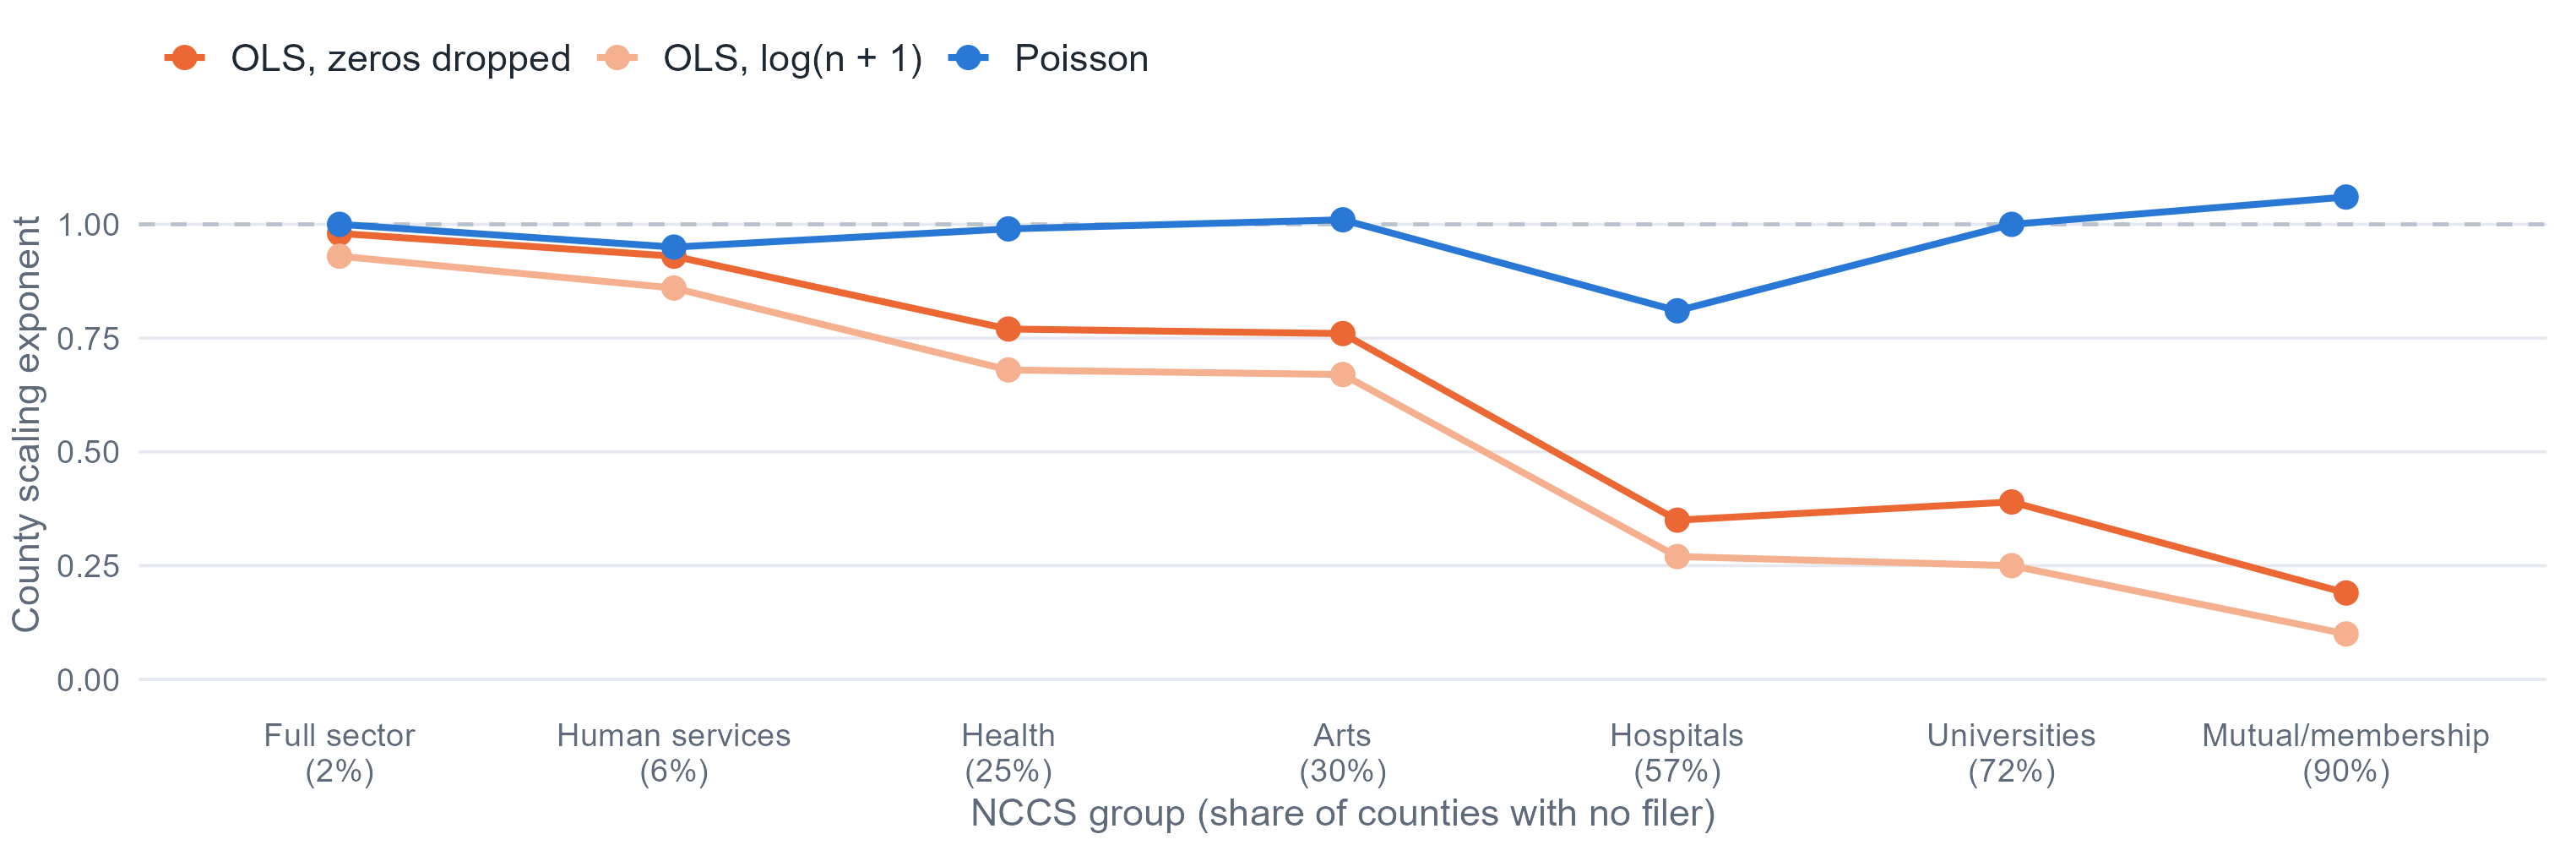 OLS, zeros dropped OLS, log(n + 1) Poisson
County scaling exponent
1.00
0.75
0.50
0.25
0.00
Full sector Human services Health Arts Hospitals Universities Mutual/membership
(2%) (6%) (25%) (30%) (57%) (72%) (90%)
NCCS group (share of counties with no filer)